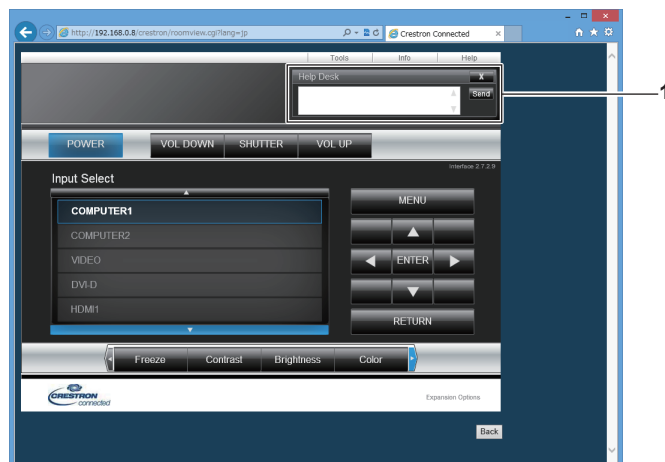 http://192.168.0.8/crestron/roomview.cgi?lang=jp
Crestron Connected
Tools Info Help
Help Desk X
Send
1
POWER VOL DOWN SHUTTER VOL UP
Interface 2.7.2.9
Input Select
COMPUTER1
COMPUTER2
VIDEO
DVI-D
HDMI1
MENU
ENTER
RETURN
Freeze Contrast Brightness Color
CRESTRON
connected
Expansion Options
Back